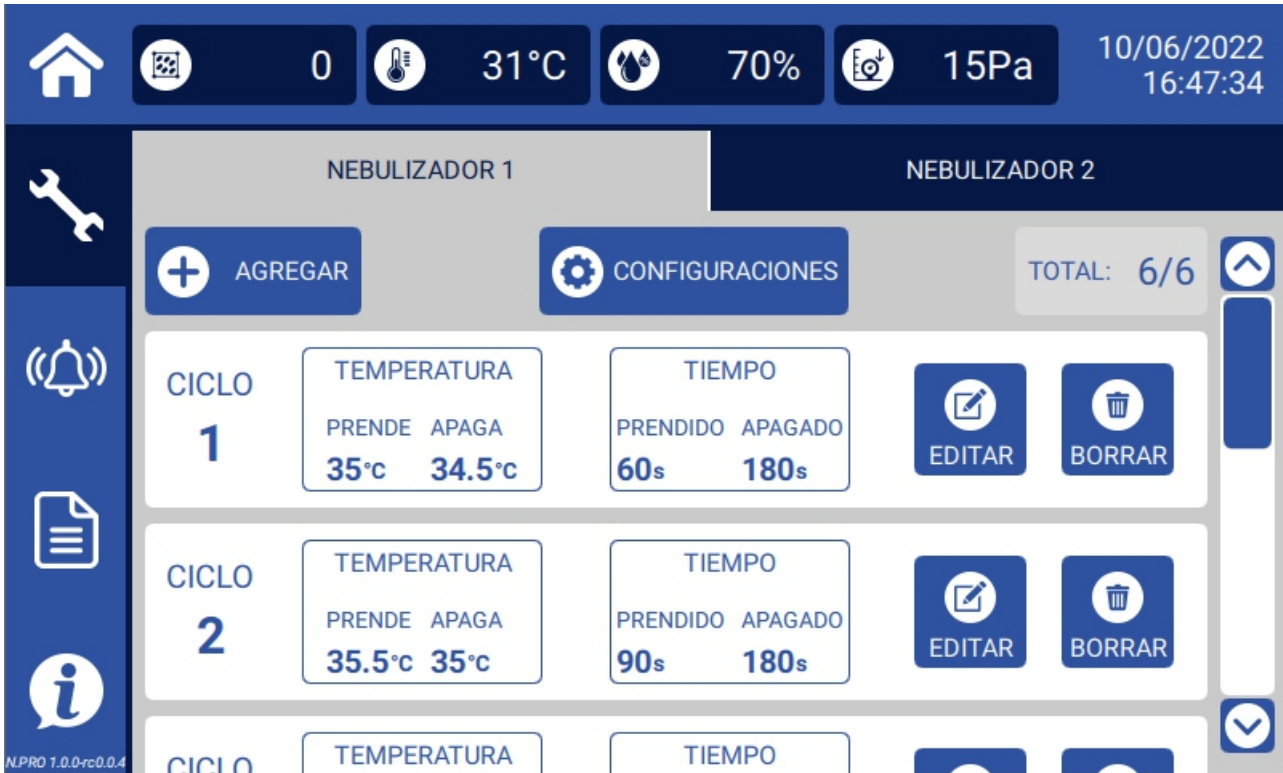 0 31°C 70% 15Pa 10/06/2022
16:47:34
NEBULIZADOR 1 NEBULIZADOR 2
AGREGAR CONFIGURACIONES TOTAL: 6/6
CICLO
1
TEMPERATURA
PRENDE APAGA
35°C 34.5°C
TIEMPO
PRENDIDO APAGADO
60s 180s
EDITAR BORRAR
CICLO
2
TEMPERATURA
PRENDE APAGA
35.5°C 35°C
TIEMPO
PRENDIDO APAGADO
90s 180s
EDITAR BORRAR
CICLO
TEMPERATURA
TIEMPO
N.PRO 1.0.0-rc0.0.4